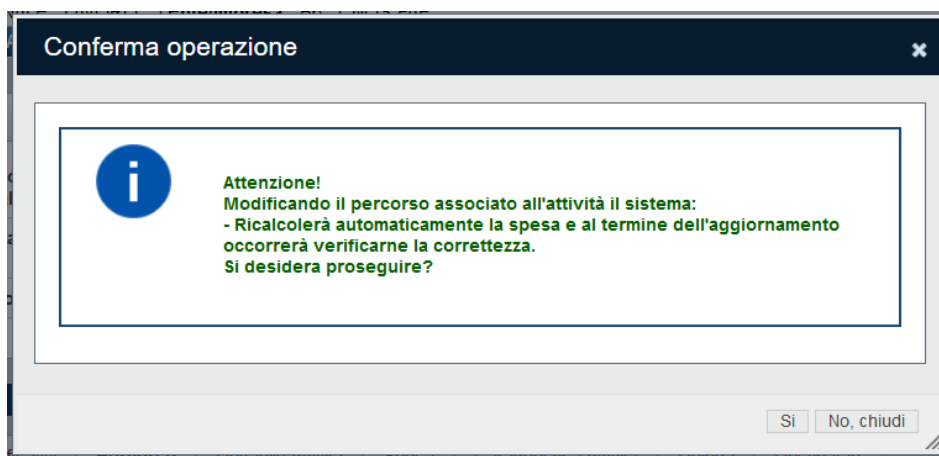 Conferma operazione
Attenzione!
Modificando il percorso associato all'attività il sistema:
- Ricalcolerà automaticamente la spesa e al termine dell'aggiornamento
occorrerà verificarne la correttezza.
Si desidera proseguire?
Si No, chiudi